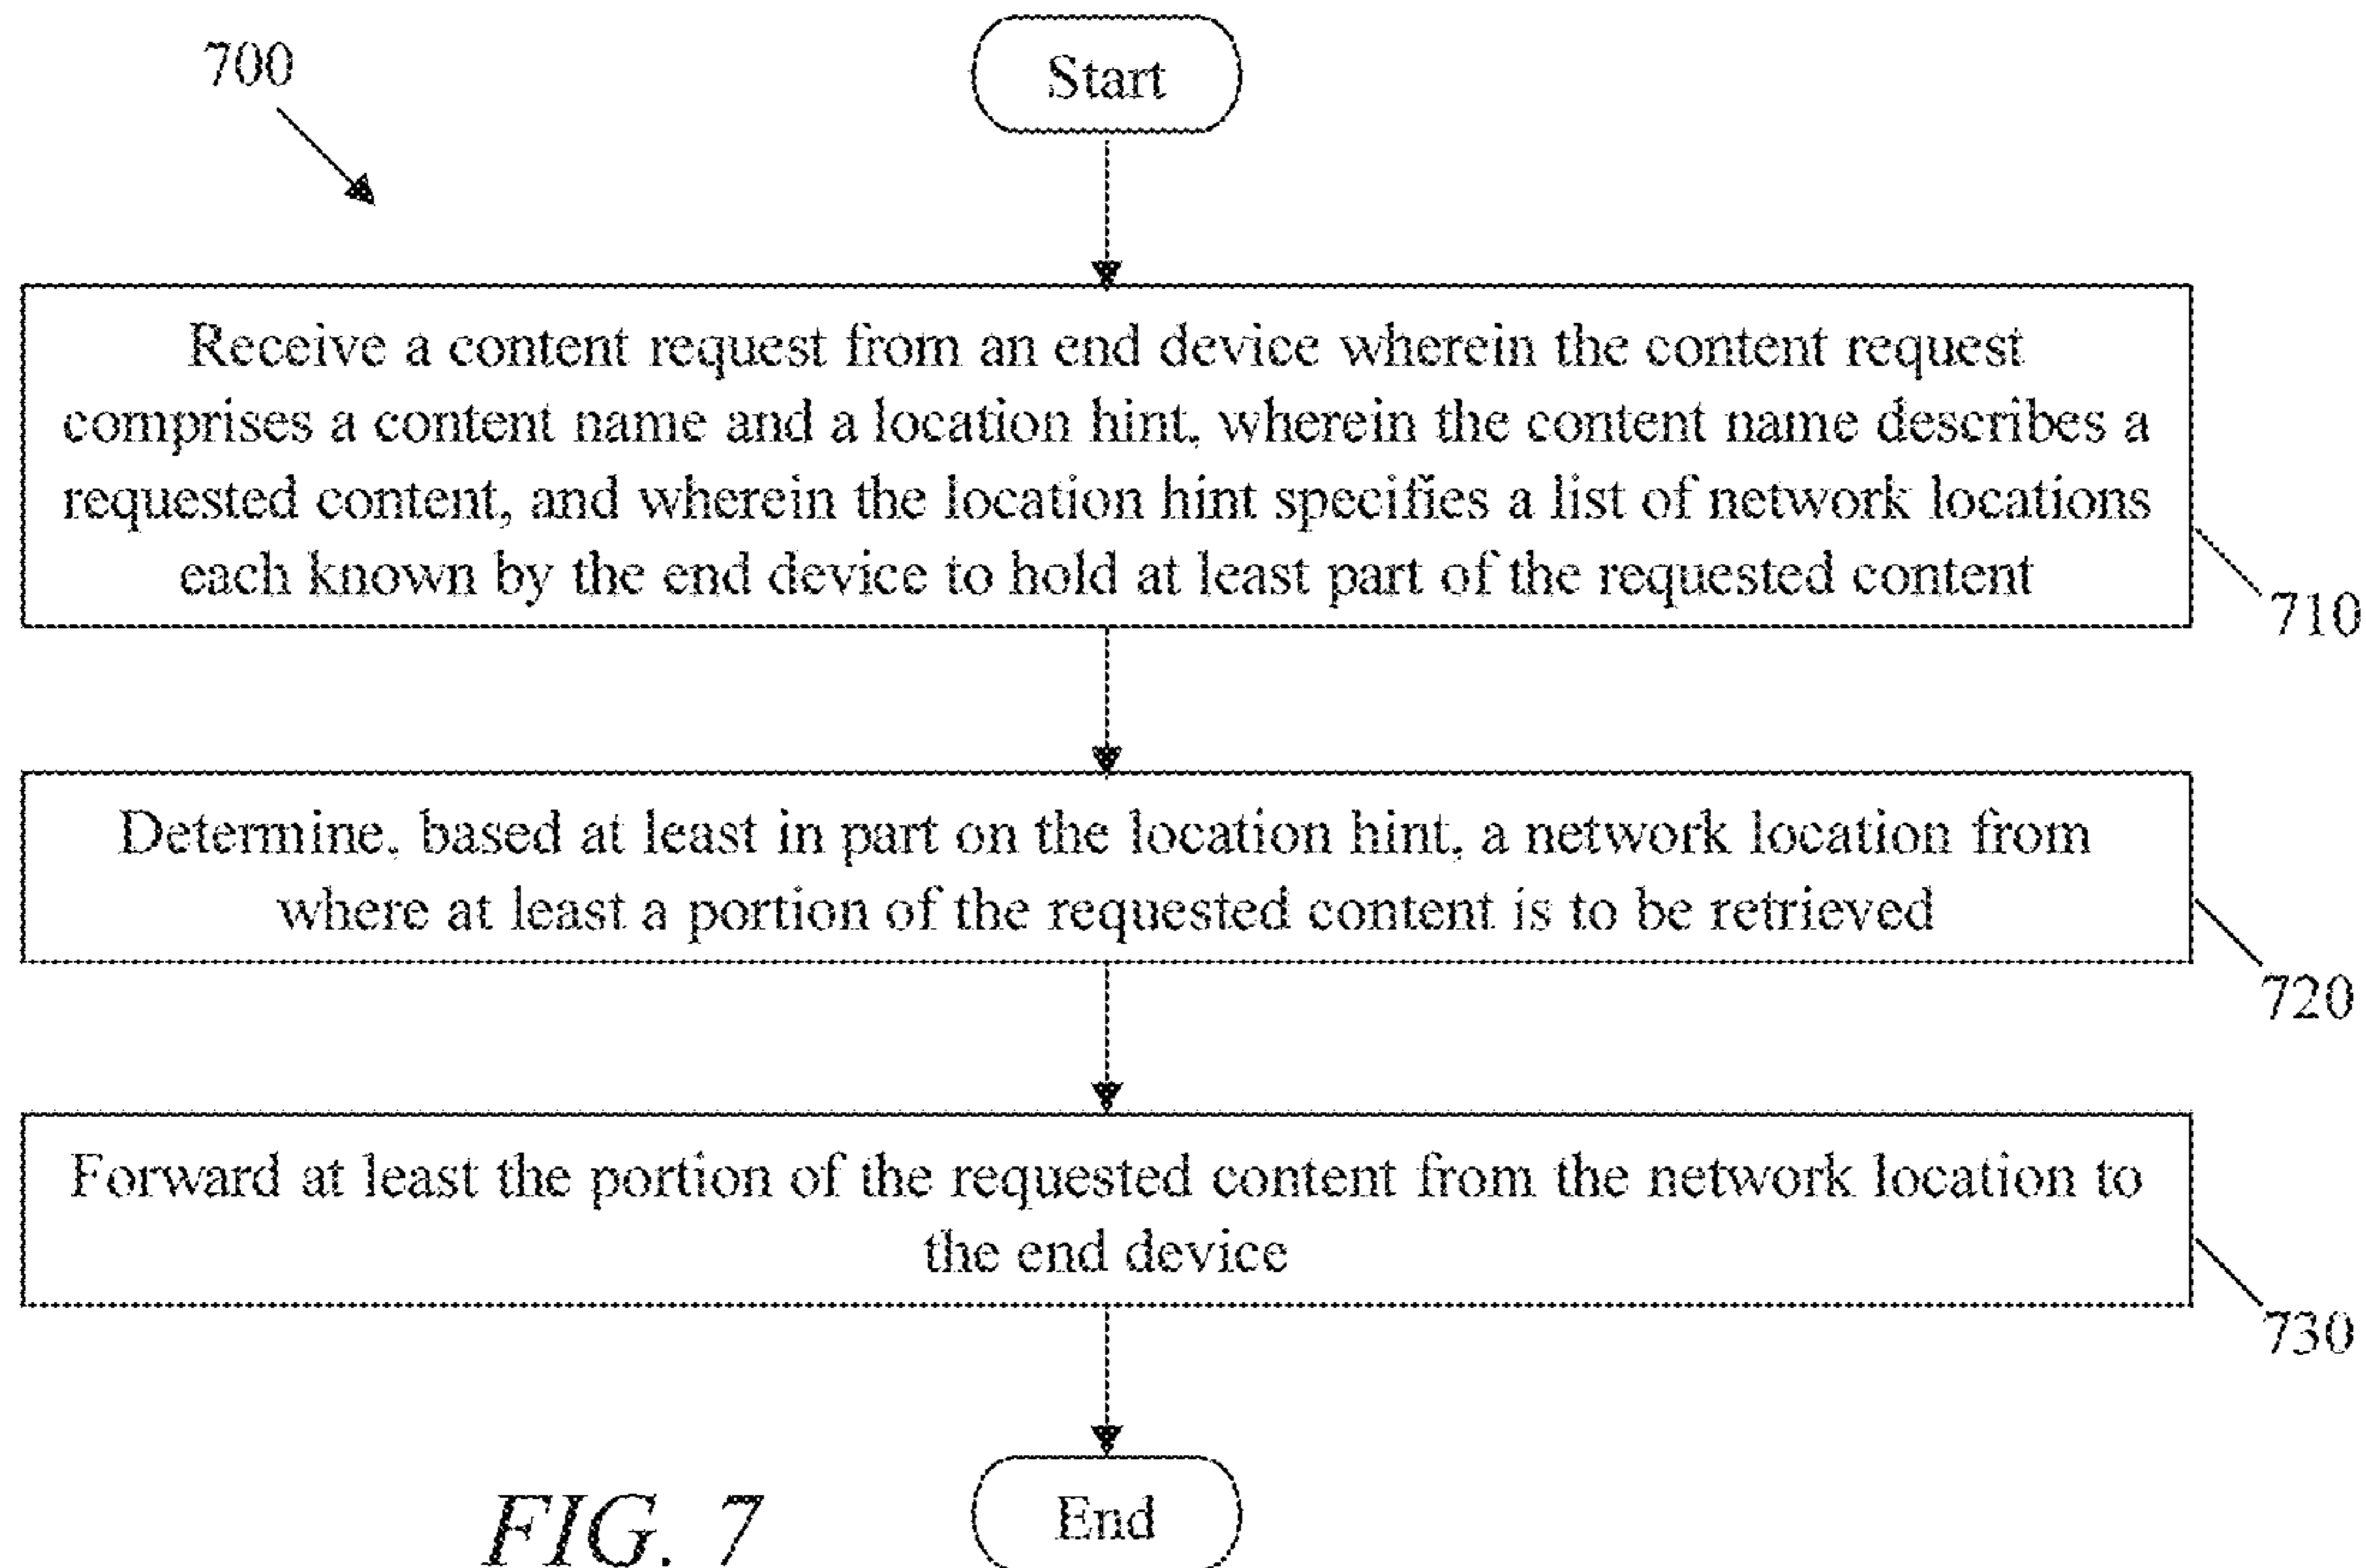 700
Start
Receive a content request from an end device wherein the content request
comprises a content name and a location hint, wherein the content name describes a
requested content, and wherein the location hint specifies a list of network locations
each known by the end device to hold at least part of the requested content
710
Determine, based at least in part on the location hint, a network location from
where at least a portion of the requested content is to be retrieved
720
Forward at least the portion of the requested content from the network location to
the end device
730
End
FIG. 7